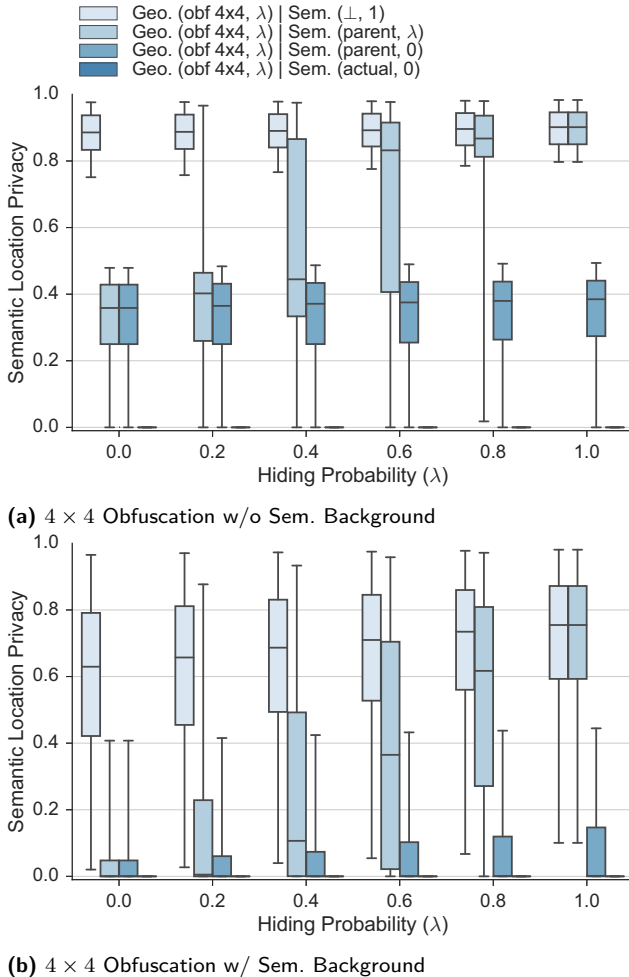 Geo. (obf 4x4, λ) | Sem. (⊥, 1)
Geo. (obf 4x4, λ) | Sem. (parent, λ)
Geo. (obf 4x4, λ) | Sem. (parent, 0)
Geo. (obf 4x4, λ) | Sem. (actual, 0)
1.0
0.8
0.6
0.4
0.2
0.0
Semantic Location Privacy
0.0 0.2 0.4 0.6 0.8 1.0
Hiding Probability (λ)
(a) 4 × 4 Obfuscation w/o Sem. Background
1.0
0.8
0.6
0.4
0.2
0.0
Semantic Location Privacy
0.0 0.2 0.4 0.6 0.8 1.0
Hiding Probability (λ)
(b) 4 × 4 Obfuscation w/ Sem. Background